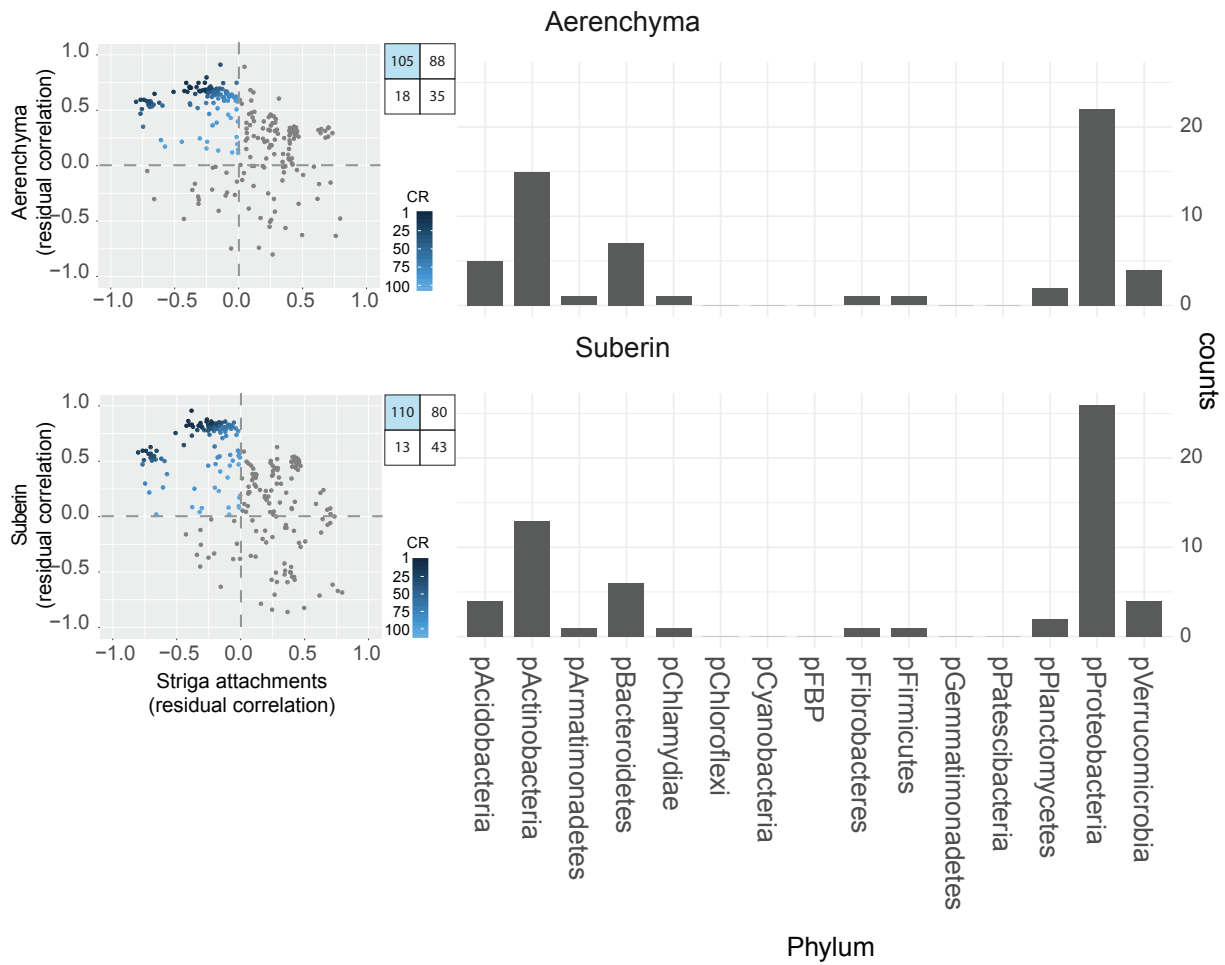 Aerenchyma
1.0
0.5
0.0
−0.5
−1.0
Aerenchyma
(residual correlation)
−1.0
−0.5
0.0
0.5
1.0
105
88
18
35
CR
1
25
50
75
100
20
10
0
Suberin
1.0
0.5
0.0
−0.5
−1.0
Suberin
(residual correlation)
−1.0
−0.5
0.0
0.5
1.0
Striga attachments
(residual correlation)
110
80
13
43
CR
1
25
50
75
100
20
10
0
counts
pAcidobacteria
pActinobacteria
pArmatimonadetes
pBacteroidetes
pChlamydiae
pChloroflexi
pCyanobacteria
pFBP
pFibrobacteres
pFirmicutes
pGemmatimonadetes
pPatescibacteria
pPlanctomycetes
pProteobacteria
pVerrucomicrobia
Phylum